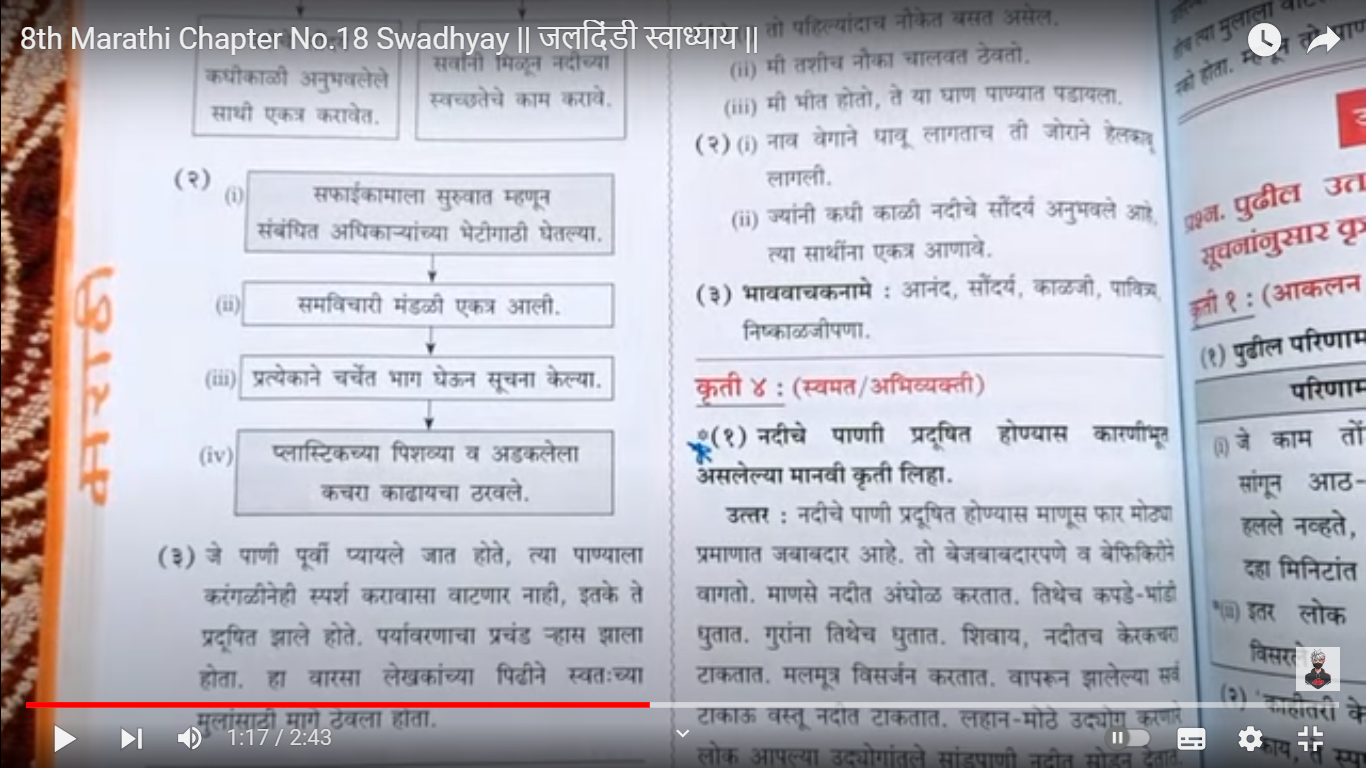 8th Marathi Chapter No.18 Swadhyay || जलदिंडी स्वाध्याय ||
कधीकाळी अनुभवलेले
साथी एकत्र करावेत.
सर्वांनी मिळून नदीच्या
स्वच्छतेचे काम करावे.
(२)
(i) सफाईकामाला सुरुवात म्हणून
संबंधित अधिकाऱ्यांच्या भेटीगाठी घेतल्या.
(ii) समविचारी मंडळी एकत्र आली.
(iii) प्रत्येकाने चर्चेत भाग घेऊन सूचना केल्या.
(iv) प्लास्टिकच्या पिशव्या व अडकलेला
कचरा काढायचा ठरवले.
(३) जे पाणी पूर्वी प्यायले जात होते, त्या पाण्याला
करंगळीनेही स्पर्श करावासा वाटणार नाही, इतके ते
प्रदूषित झाले होते. पर्यावरणाचा प्रचंड ऱ्हास झाला
होता. हा वारसा लेखकांच्या पिढीने स्वतःच्या
मुलांसाठी मागे ठेवला होता.
मराठी
तो पहिल्यांदाच नौकेत बसत असेल.
(ii) मी तशीच नौका चालवत ठेवतो.
(iii) मी भीत होतो, ते या घाण पाण्यात पडायला.
(२) (i) नाव वेगाने धावू लागताच ती जोराने हेलकावू
लागली.
(ii) ज्यांनी कधी काळी नदीचे सौंदर्य अनुभवले आहे,
त्या साथींना एकत्र आणावे.
(३) भाववाचकनामे : आनंद, सौंदर्य, काळजी, पावित्र्य,
निष्काळजीपणा.
कृती ४ : (स्वमत/अभिव्यक्ती)
*(१) नदीचे पाणी प्रदूषित होण्यास कारणीभूत
असलेल्या मानवी कृती लिहा.
उत्तर : नदीचे पाणी प्रदूषित होण्यास माणूस फार मोठ्या
प्रमाणात जबाबदार आहे. तो बेजबाबदारपणे व बेफिकिरीने
वागतो. माणसे नदीत अंघोळ करतात. तिथेच कपडे-भांडी
धुतात. गुरांना तिथेच धुतात. शिवाय, नदीतच केरकचरा
टाकतात. मलमूत्र विसर्जन करतात. वापरून झालेल्या सर्व
टाकाऊ वस्तू नदीत टाकतात. लहान-मोठे उद्योग करणारे
लोक आपल्या उद्योगांतले सांडपाणी नदीत सोडून देतात.
त्या मुलाला
नको होता.
प्रश्न. पुढील उता
सूचनांनुसार कृ
कृती १ : (आकलन
(१) पुढील परिणाम
परिणाम
(i) जे काम तों
सांगून आठ-
हलले नव्हते,
दहा मिनिटांत
*(ii) इतर लोक
(२) 'काहीतरी के
1:17 / 2:43